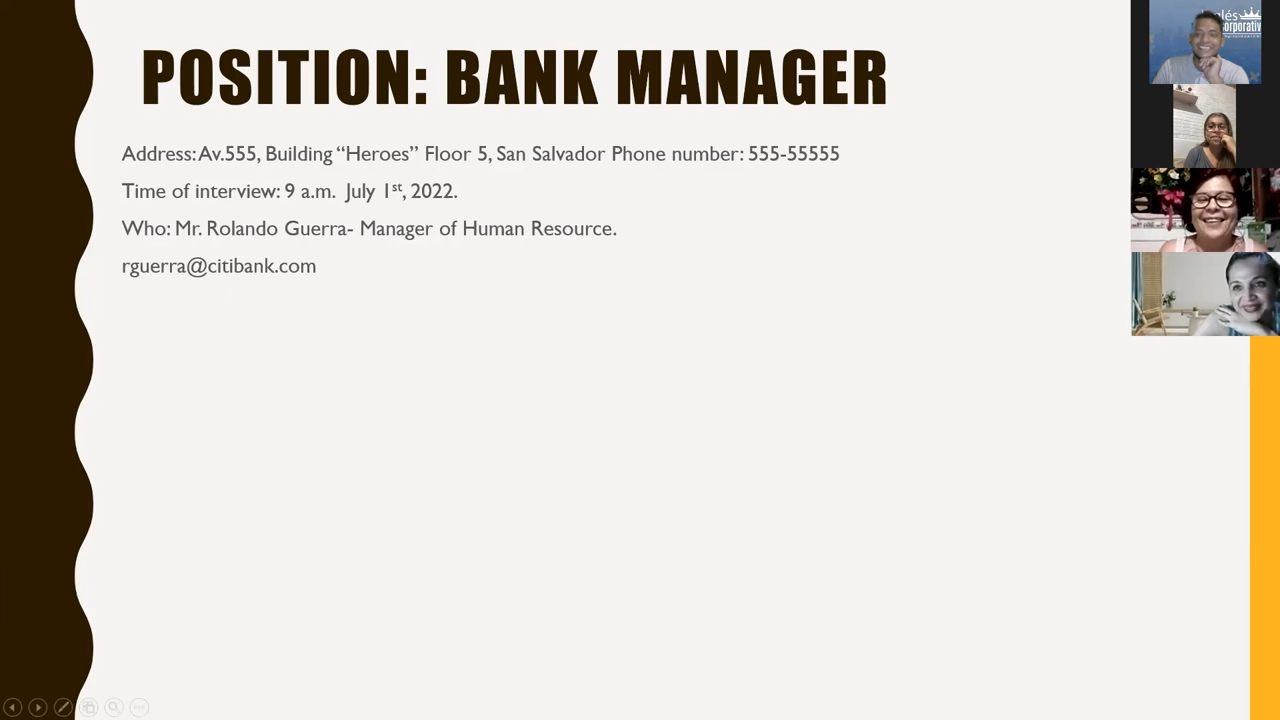 POSITION: BANK MANAGER
Address: Av.555, Building “Heroes” Floor 5, San Salvador Phone number: 555-55555
Time of interview: 9 a.m. July 1st, 2022.
Who: Mr. Rolando Guerra- Manager of Human Resource.
rguerra@citibank.com